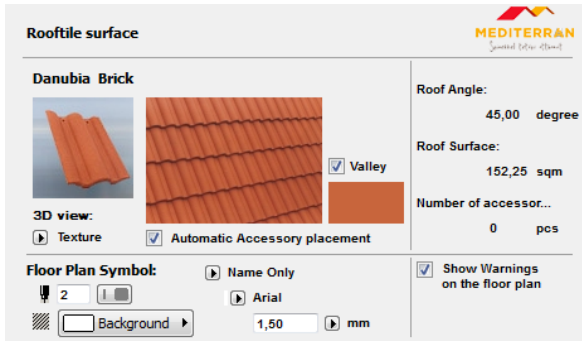 Rooftile surface
MEDITERRAN
Danubia Brick
Valley
3D view:
Texture
Automatic Accessory placement
Roof Angle:
45,00 degree
Roof Surface:
152,25 sqm
Number of accessor...
0 pcs
Floor Plan Symbol:
2
Background
Name Only
Arial
1,50 mm
Show Warnings
on the floor plan